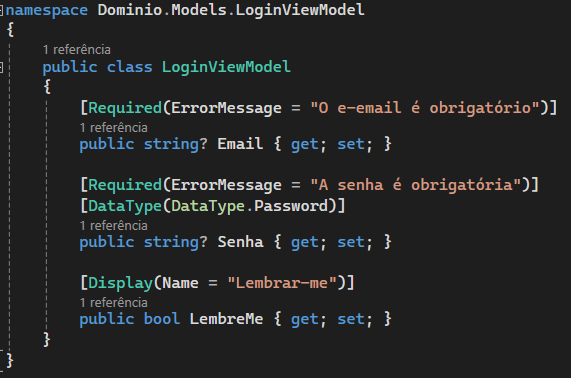 namespace Dominio.Models.LoginViewModel
{
1 referência
public class LoginViewModel
{
[Required(ErrorMessage = "O e-email é obrigatório")]
1 referência
public string? Email { get; set; }
[Required(ErrorMessage = "A senha é obrigatória")]
[DataType(DataType.Password)]
1 referência
public string? Senha { get; set; }
[Display(Name = "Lembrar-me")]
1 referência
public bool LembreMe { get; set; }
}
}